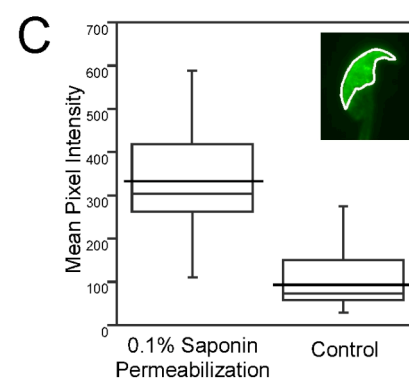 C
Mean Pixel Intensity
700
600
500
400
300
200
100
0
0.1% Saponin
Permeabilization
Control